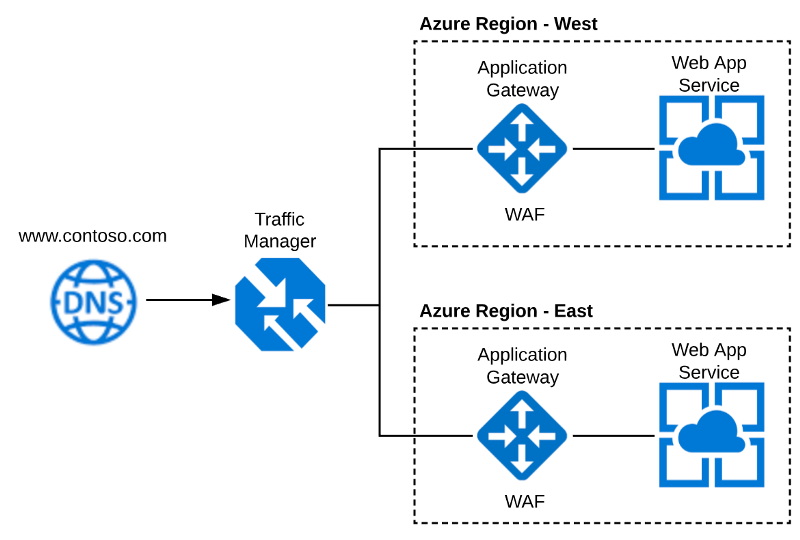 Azure Region - West
Application
Gateway
Web App
Service
WAF
www.contoso.com
DNS
Traffic
Manager
Azure Region - East
Application
Gateway
Web App
Service
WAF